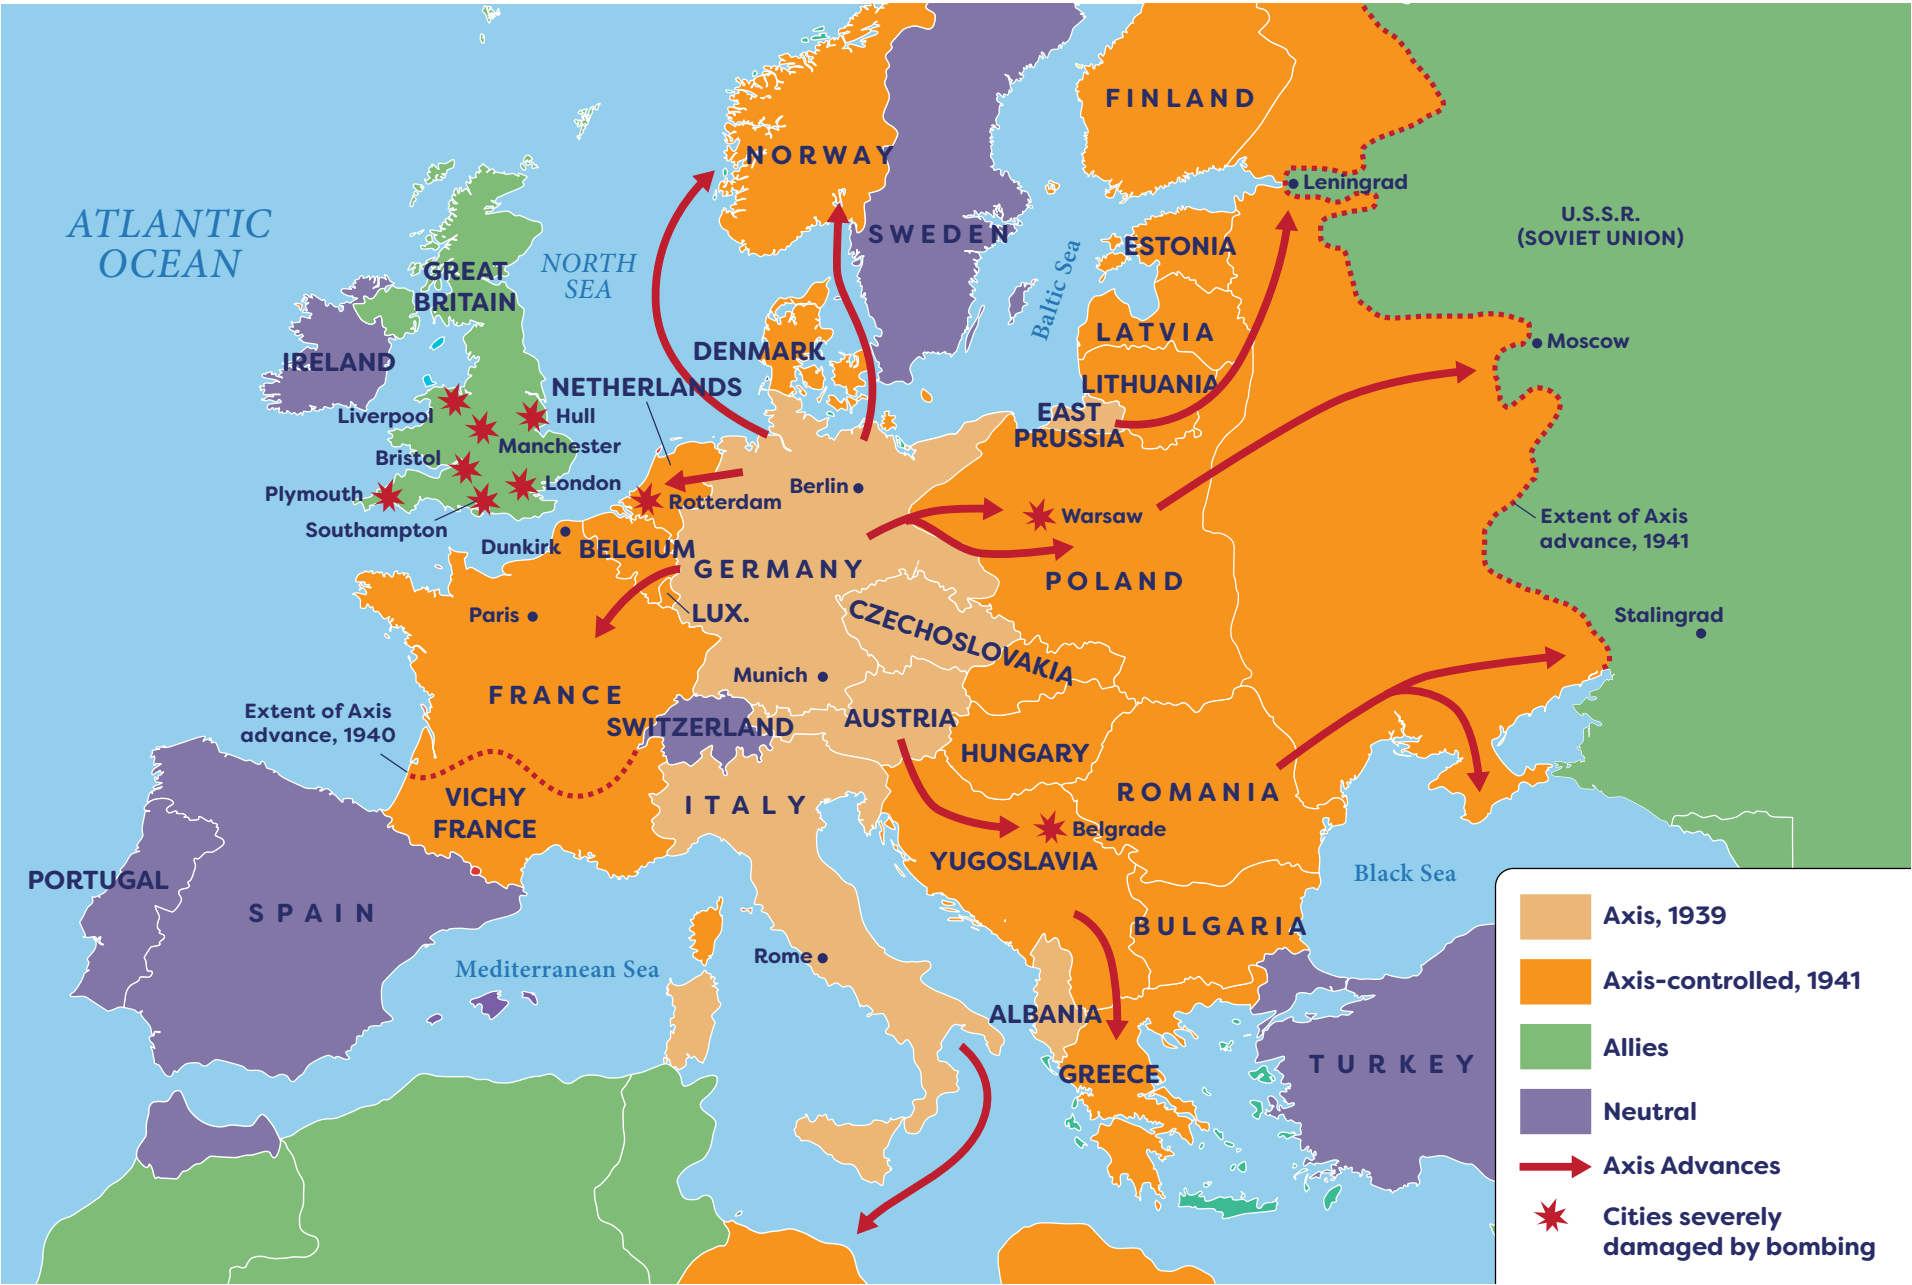 FINLAND
NORWAY
Leningrad
ATLANTIC
OCEAN
U.S.S.R.
(SOVIET UNION)
SWEDEN
ESTONIA
NORTH
SEA
GREAT
BRITAIN
Baltic Sea
LATVIA
Moscow
DENMARK
IRELAND
NETHERLANDS
LITHUANIA
Liverpool
Hull
EAST
PRUSSIA
Manchester
Bristol
London
Berlin
Plymouth
Rotterdam
Warsaw
Southampton
Extent of Axis
advance, 1941
Dunkirk
BELGIUM
GERMANY
POLAND
Paris
LUX.
CZECHOSLOVAKIA
Stalingrad
Munich
FRANCE
Extent of Axis
advance, 1940
SWITZERLAND
AUSTRIA
HUNGARY
ROMANIA
VICHY
FRANCE
ITALY
Belgrade
YUGOSLAVIA
Black Sea
PORTUGAL
SPAIN
BULGARIA
Rome
Mediterranean Sea
ALBANIA
GREECE
TURKEY
Axis, 1939
Axis-controlled, 1941
Allies
Neutral
Axis Advances
Cities severely
damaged by bombing